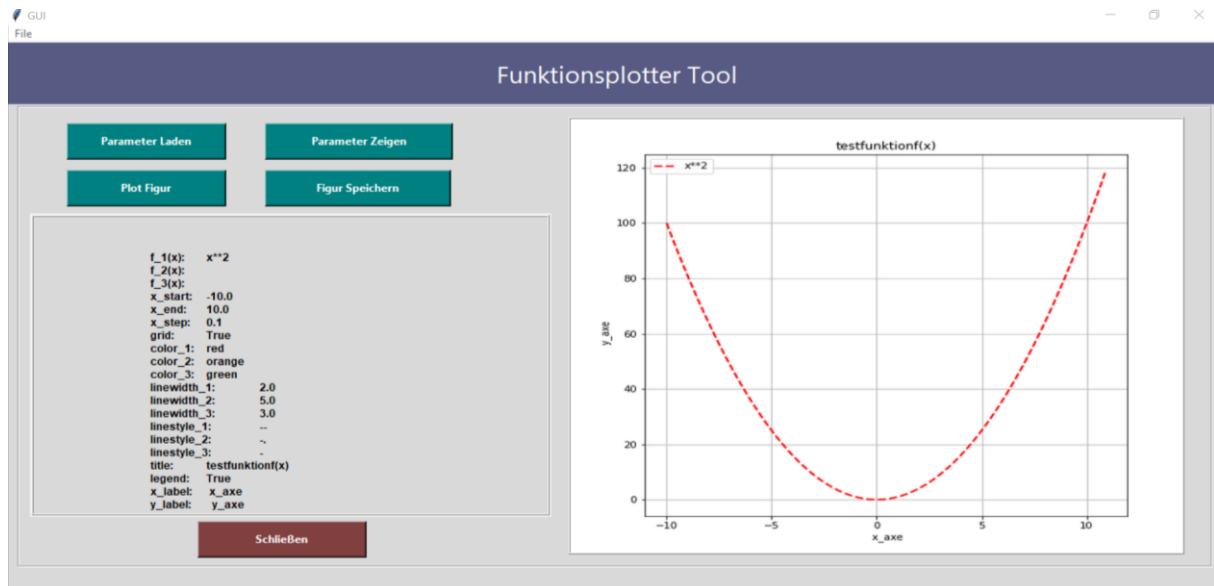 GUI
File
Funktionsplotter Tool
Parameter Laden
Parameter Zeigen
Plot Figur
Figur Speichern
f_1(x): x**2
f_2(x):
f_3(x):
x_start: -10.0
x_end: 10.0
x_step: 0.1
grid: True
color_1: red
color_2: orange
color_3: green
linewidth_1: 2.0
linewidth_2: 5.0
linewidth_3: 3.0
linestyle_1: --
linestyle_2: -.
linestyle_3: -
title: testfunktionf(x)
legend: True
x_label: x_axe
y_label: y_axe
Schließen
testfunktionf(x)
x**2
120
100
80
60
40
20
0
y_axe
−10 −5 0 5 10
x_axe